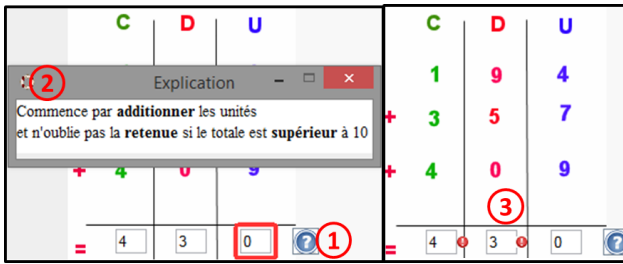 C D U
② Explication
Commence par additionner les unités
et n'oublie pas la retenue si le totale est supérieur à 10
+ 4 0 9
= 4 3 0 ? ①
C D U
1 9 4
+ 3 5 7
+ 4 0 9
③
= 4 3 0 ?